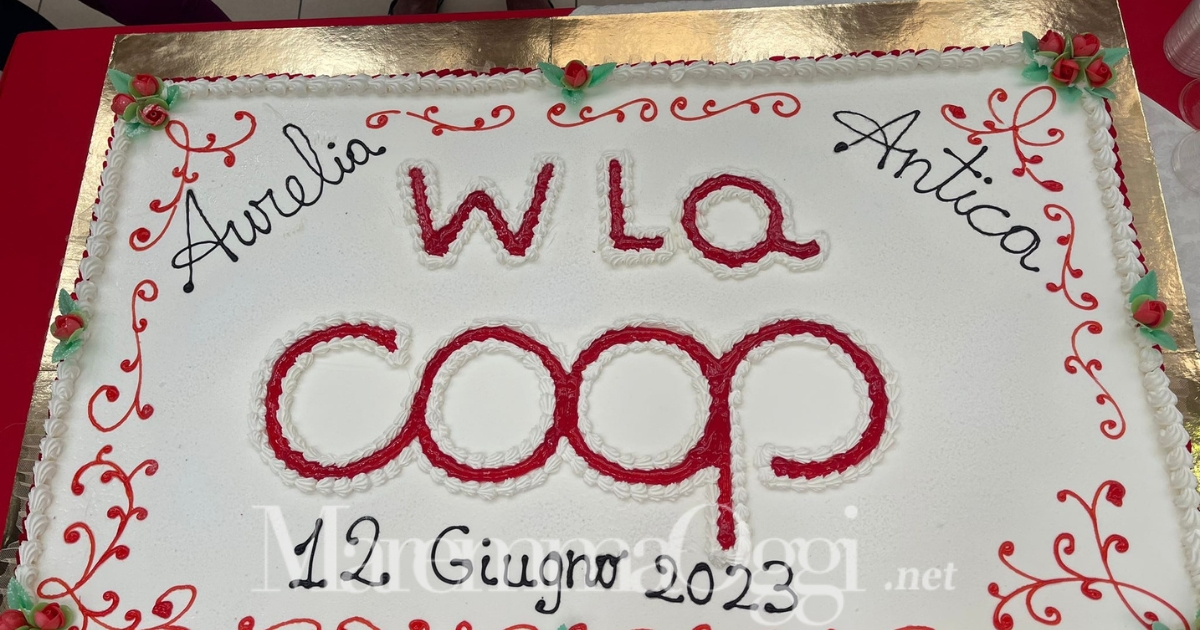 Aurelia
Antica
W La
coop
12 Giugno 2023
MaremmaOggi.net